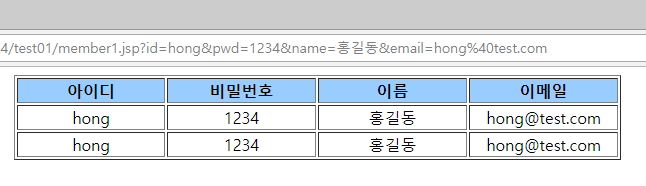 4/test01/member1.jsp?id=hong&pwd=1234&name=홍길동&email=hong%40test.com
아이디 비밀번호 이름 이메일
hong 1234 홍길동 hong@test.com
hong 1234 홍길동 hong@test.com